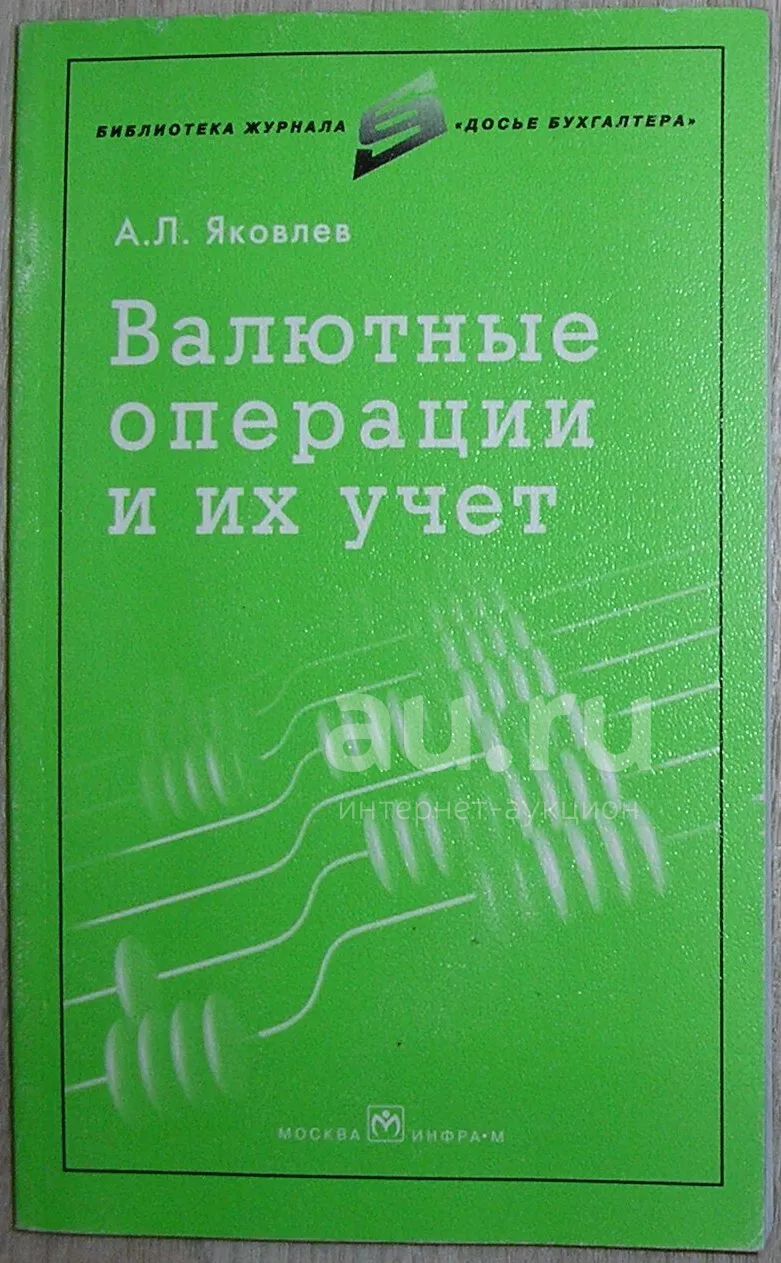 БИБЛИОТЕКА ЖУРНАЛА «ДОСЬЕ БУХГАЛТЕРА»
А.Л. Яковлев
Валютные
операции
и их учет
au.ru
интернет-аукцион
МОСКВА ИНФРА•М